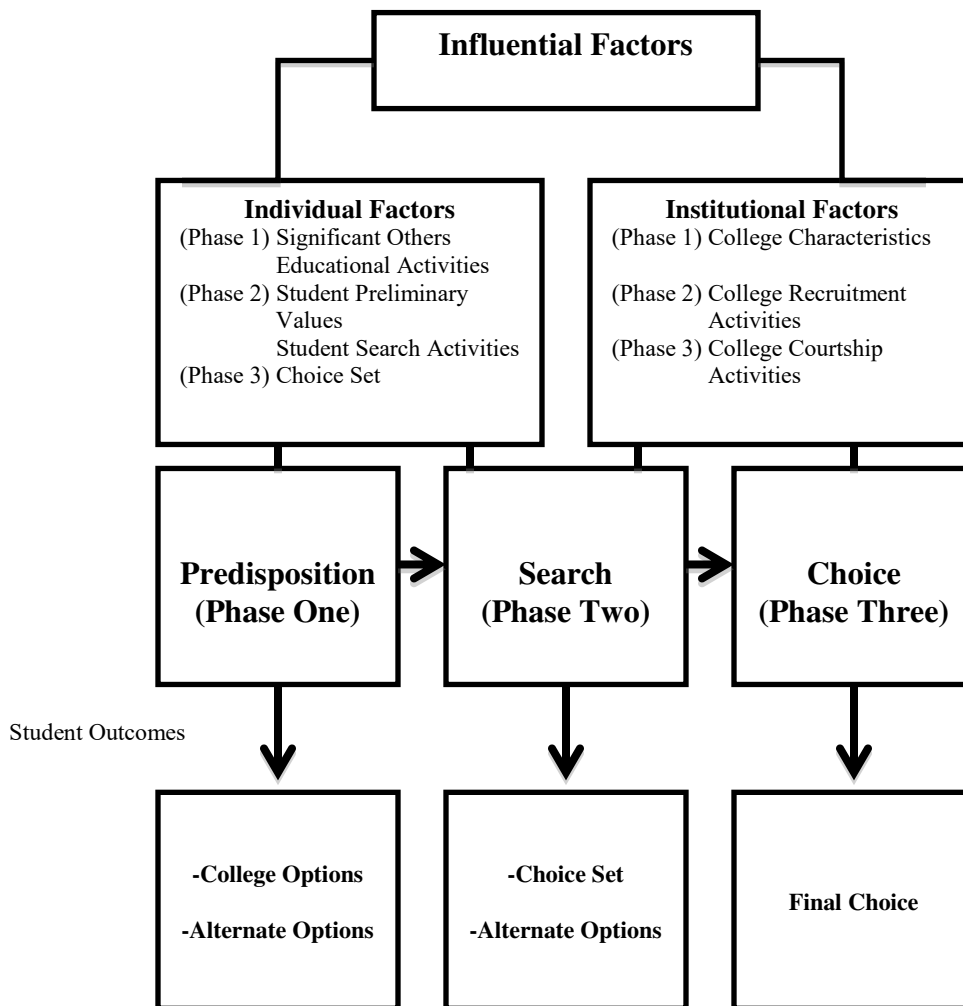 Influential Factors
Individual Factors
(Phase 1) Significant Others
Educational Activities
(Phase 2) Student Preliminary
Values
Student Search Activities
(Phase 3) Choice Set
Institutional Factors
(Phase 1) College Characteristics
(Phase 2) College Recruitment
Activities
(Phase 3) College Courtship
Activities
Predisposition
(Phase One)
Search
(Phase Two)
Choice
(Phase Three)
Student Outcomes
-College Options
-Alternate Options
-Choice Set
-Alternate Options
Final Choice